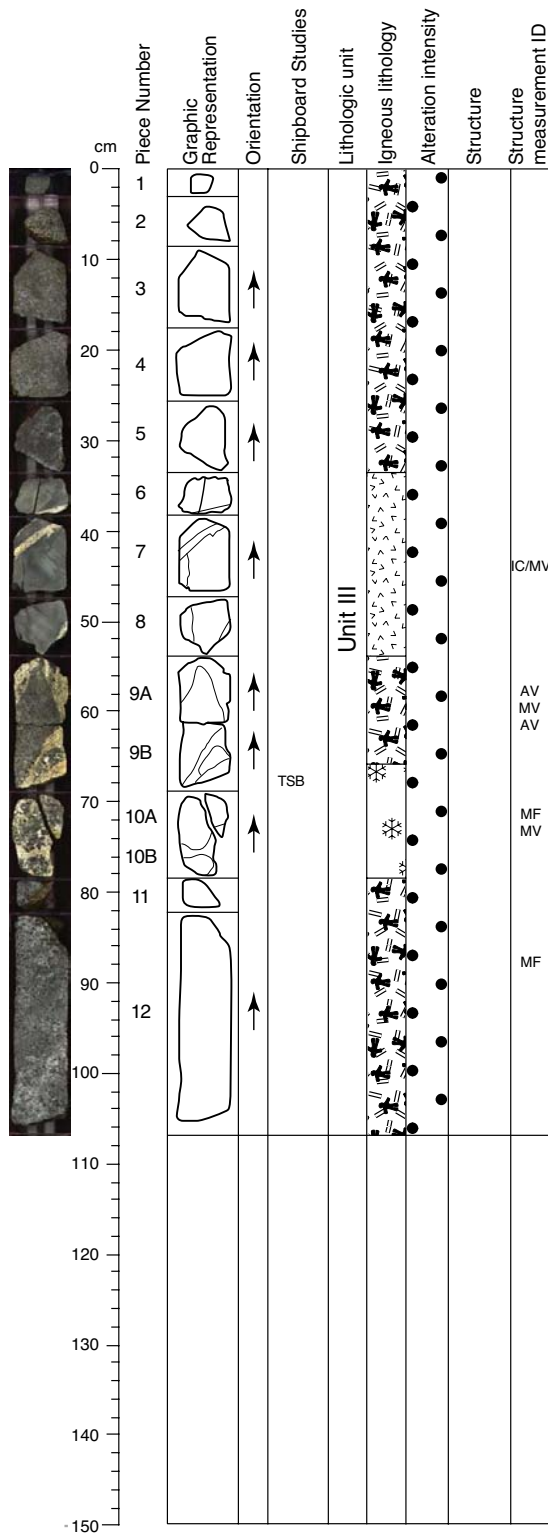 cm
Piece Number
Graphic
Representation
Orientation
Shipboard Studies
Lithologic unit
Igneous lithology
Alteration intensity
Structure
Structure
measurement ID
0
10
20
30
40
50
60
70
80
90
100
110
120
130
140
150
1
2
3
4
5
6
7
8
9A
9B
10A
10B
11
12
TSB
Unit III
IC/MV
AV
MV
AV
MF
MV
MF